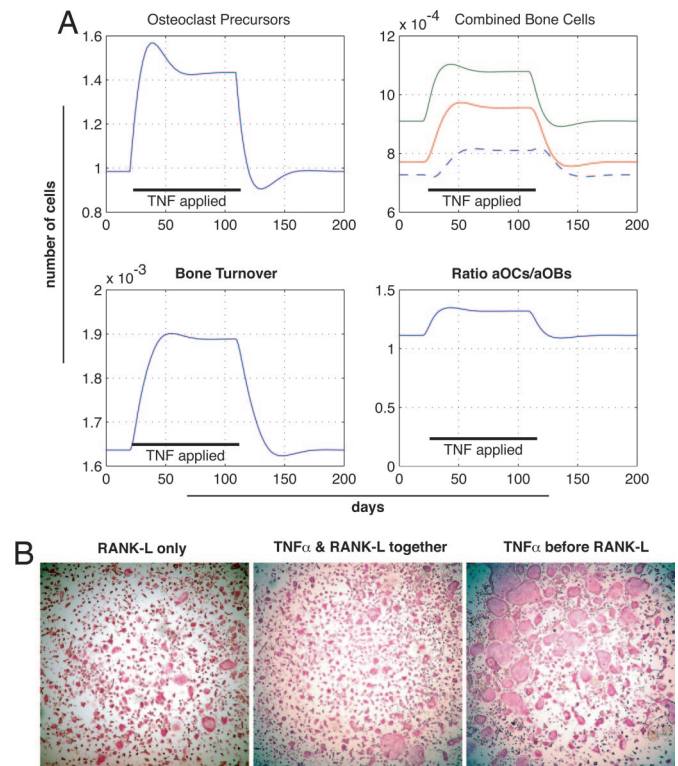 A
Osteoclast Precursors
1.6
1.4
1.2
1
0.8
0
50
100
150
200
TNF applied
Combined Bone Cells
12 x 10-4
10
8
6
0
50
100
150
200
TNF applied
number of cells
Bone Turnover
x 10-3
2
1.9
1.8
1.7
1.6
0
50
100
150
200
TNF applied
Ratio aOCs/aOBs
1.5
1
0.5
0
0
50
100
150
200
TNF applied
days
B
RANK-L only
TNFα & RANK-L together
TNFα before RANK-L